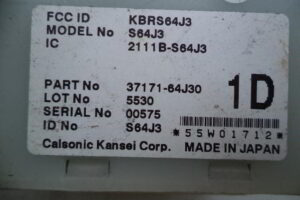 FCC ID KBRS64J3
MODEL No S64J3
IC 2111B-S64J3
PART No 37171-64J30
LOT No 5530
SERIAL No 00575
ID No S64J3
1D
*55W01712*
Calsonic Kansei Corp. MADE IN JAPAN